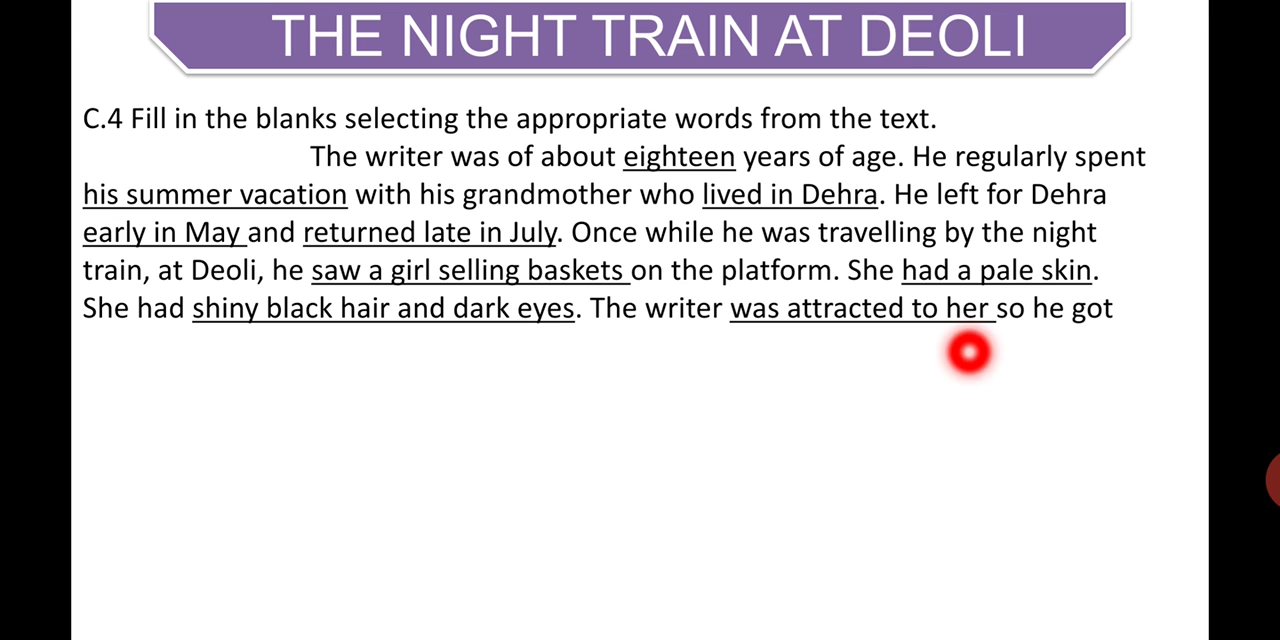 THE NIGHT TRAIN AT DEOLI
C.4 Fill in the blanks selecting the appropriate words from the text.
The writer was of about eighteen years of age. He regularly spent
his summer vacation with his grandmother who lived in Dehra. He left for Dehra
early in May and returned late in July. Once while he was travelling by the night
train, at Deoli, he saw a girl selling baskets on the platform. She had a pale skin.
She had shiny black hair and dark eyes. The writer was attracted to her so he got